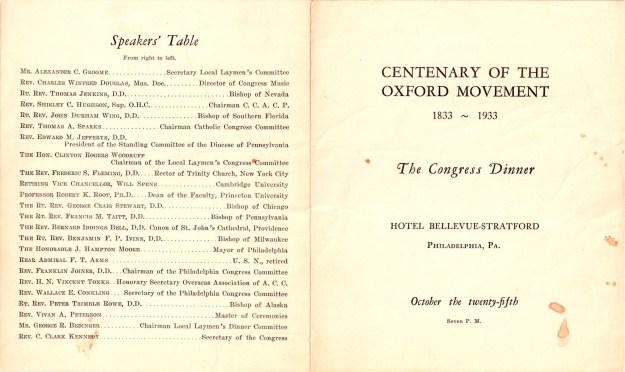 Speakers' Table
From right to left.
Mr. Alexander C. Groome..................Secretary Local Laymen's Committee
Rev. Charles Winfred Douglas, Mus. Doc..........Director of Congress Music
Rt. Rev. Thomas Jenkins, D.D..................Bishop of Nevada
Rev. Shirley C. Hughson, Sup. O.H.C..........Chairman C. C. A. C. P.
Rt. Rev. John Durham Wing, D.D..........Bishop of Southern Florida
Rev. Thomas A. Sparks..................Chairman Catholic Congress Committee
Rev. Edward M. Jefferys, D.D.
President of the Standing Committee of the Diocese of Pennsylvania
The Hon. Clinton Rogers Woodruff
Chairman of the Local Laymen's Congress Committee
The Rev. Frederic S. Fleming, D.D....Rector of Trinity Church, New York City
Retiring Vice Chancellor, Will Spens..................Cambridge University
Professor Robert K. Root, Ph.D.....Dean of the Faculty, Princeton University
The Rt. Rev. George Craig Stewart, D.D..................Bishop of Chicago
The Rt. Rev. Francis M. Taitt, D.D..................Bishop of Pennsylvania
The Rev. Bernard Iddings Bell, D.D. Canon of St. John's Cathedral, Providence
The Rt. Rev. Benjamin F. P. Ivins, D.D..................Bishop of Milwaukee
The Honorable J. Hampton Moore..................Mayor of Philadelphia
Rear Admiral F. T. Arms..................U. S. N., retired
Rev. Franklin Joiner, D.D....Chairman of the Philadelphia Congress Committee
Rev. H. N. Vincent Tonks..Honorary Secretary Overseas Association of A. C. C.
Rev. Wallace E. Conkling....Secretary of the Philadelphia Congress Committee
Rt. Rev. Peter Trimble Rowe, D.D..................Bishop of Alaska
Rev. Vivan A. Peterson..................Master of Ceremonies
Mr. George R. Bringer..........Chairman Local Laymen's Dinner Committee
Rev. C. Clark Kennedy..................Secretary of the Congress
CENTENARY OF THE
OXFORD MOVEMENT
1833 ~ 1933
The Congress Dinner
HOTEL BELLEVUE-STRATFORD
Philadelphia, Pa.
October the twenty-fifth
Seven P. M.